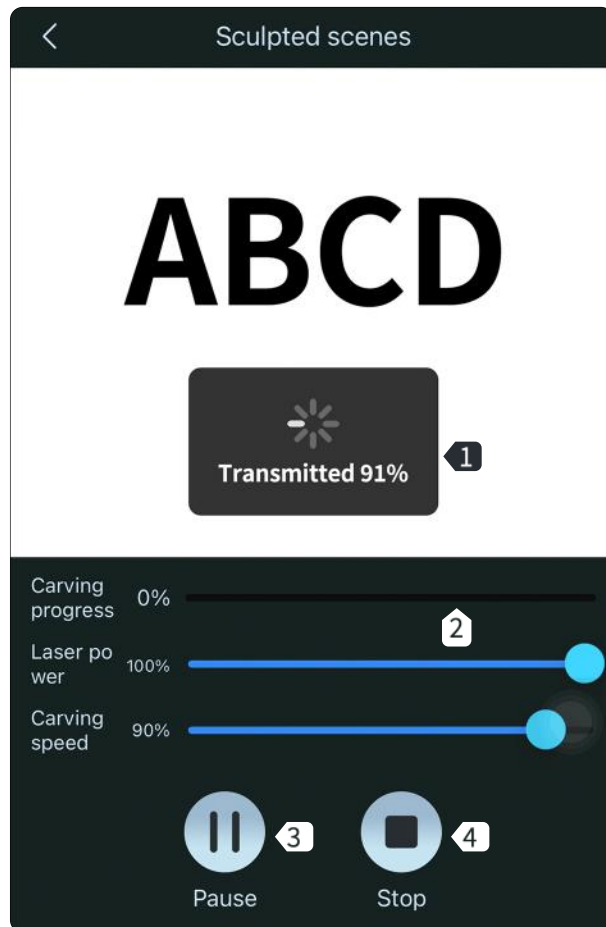 Sculpted scenes
ABCD
Transmitted 91%
1
Carving
progress 0%
2
Laser po
wer 100%
Carving
speed 90%
3
4
Pause Stop